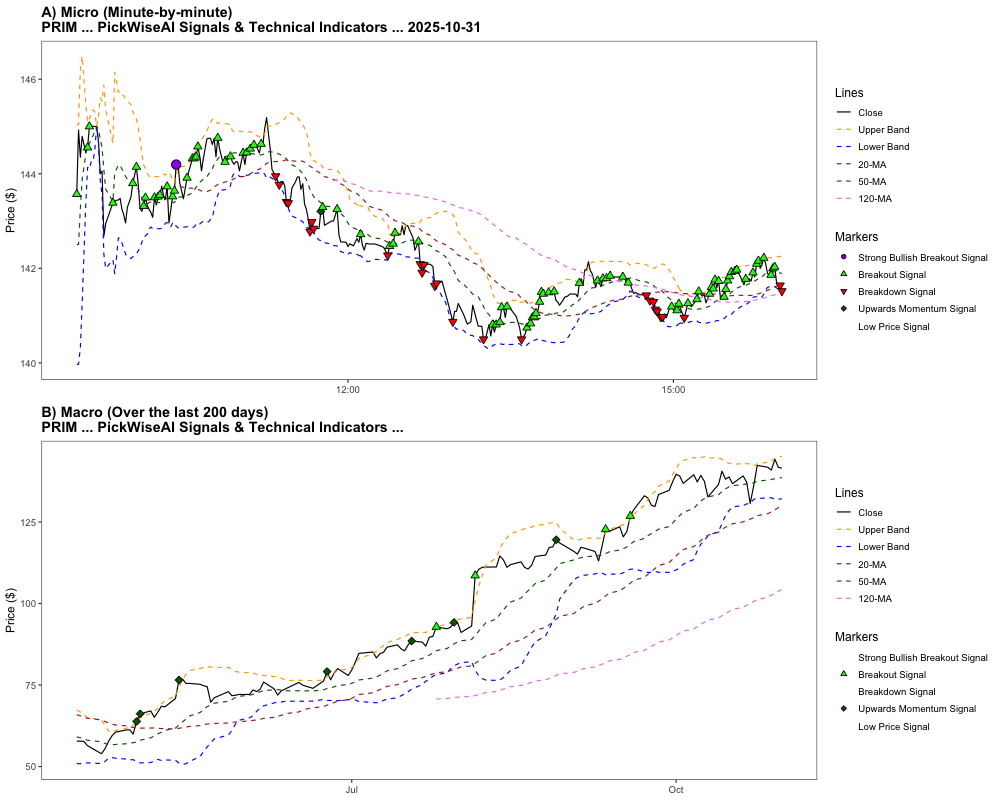 A) Micro (Minute-by-minute)
PRIM ... PickWiseAI Signals & Technical Indicators ... 2025-10-31
Price ($)
146
144
142
140
12:00
15:00
Lines
Close
Upper Band
Lower Band
20-MA
50-MA
120-MA
Markers
Strong Bullish Breakout Signal
Breakout Signal
Breakdown Signal
Upwards Momentum Signal
Low Price Signal
B) Macro (Over the last 200 days)
PRIM ... PickWiseAI Signals & Technical Indicators ...
Price ($)
125
100
75
50
Jul
Oct
Lines
Close
Upper Band
Lower Band
20-MA
50-MA
120-MA
Markers
Strong Bullish Breakout Signal
Breakout Signal
Breakdown Signal
Upwards Momentum Signal
Low Price Signal